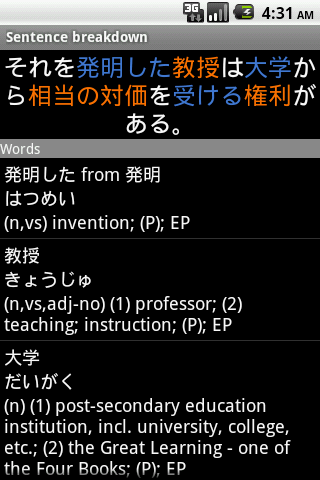 3G 4:31 AM
Sentence breakdown
それを発明した教授は大学か
ら相当の対価を受ける権利が
ある。
Words
発明した from 発明
はつめい
(n,vs) invention; (P); EP
教授
きょうじゅ
(n,vs,adj-no) (1) professor; (2)
teaching; instruction; (P); EP
大学
だいがく
(n) (1) post-secondary education
institution, incl. university, college,
etc.; (2) the Great Learning - one of
the Four Books; (P); EP